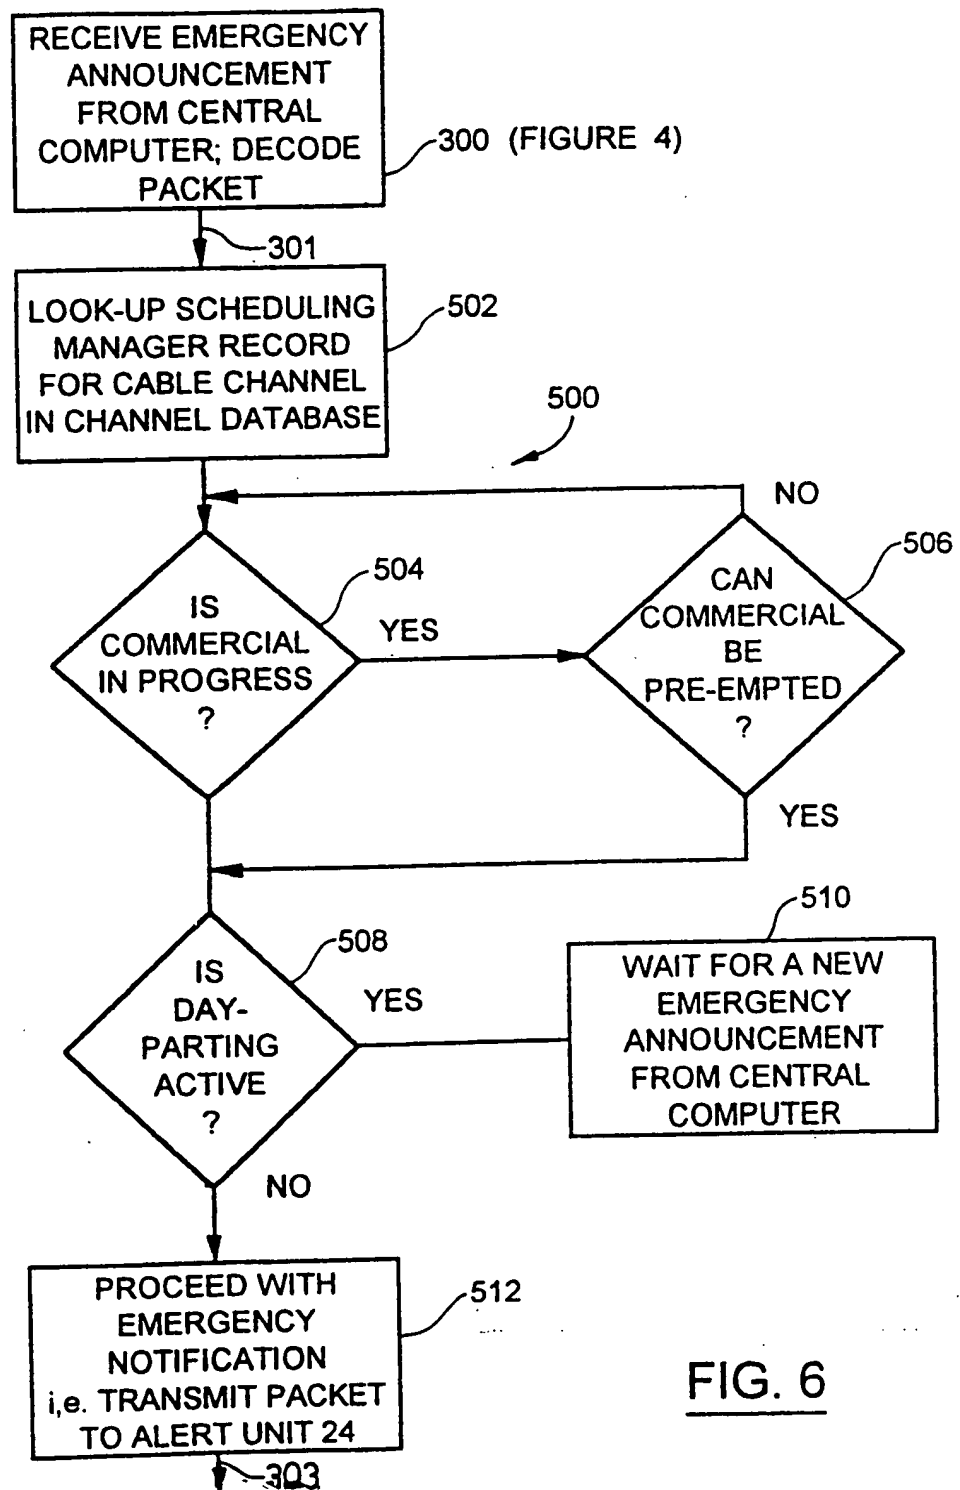 RECEIVE EMERGENCY
ANNOUNCEMENT
FROM CENTRAL
COMPUTER; DECODE
PACKET
300 (FIGURE 4)
301
LOOK-UP SCHEDULING
MANAGER RECORD
FOR CABLE CHANNEL
IN CHANNEL DATABASE
502
500
NO
504
IS
COMMERCIAL
IN PROGRESS
?
YES
506
CAN
COMMERCIAL
BE
PRE-EMPTED
?
YES
508
IS
DAY-
PARTING
ACTIVE
?
YES
510
WAIT FOR A NEW
EMERGENCY
ANNOUNCEMENT
FROM CENTRAL
COMPUTER
NO
PROCEED WITH
EMERGENCY
NOTIFICATION
i,e. TRANSMIT PACKET
TO ALERT UNIT 24
512
303
FIG. 6